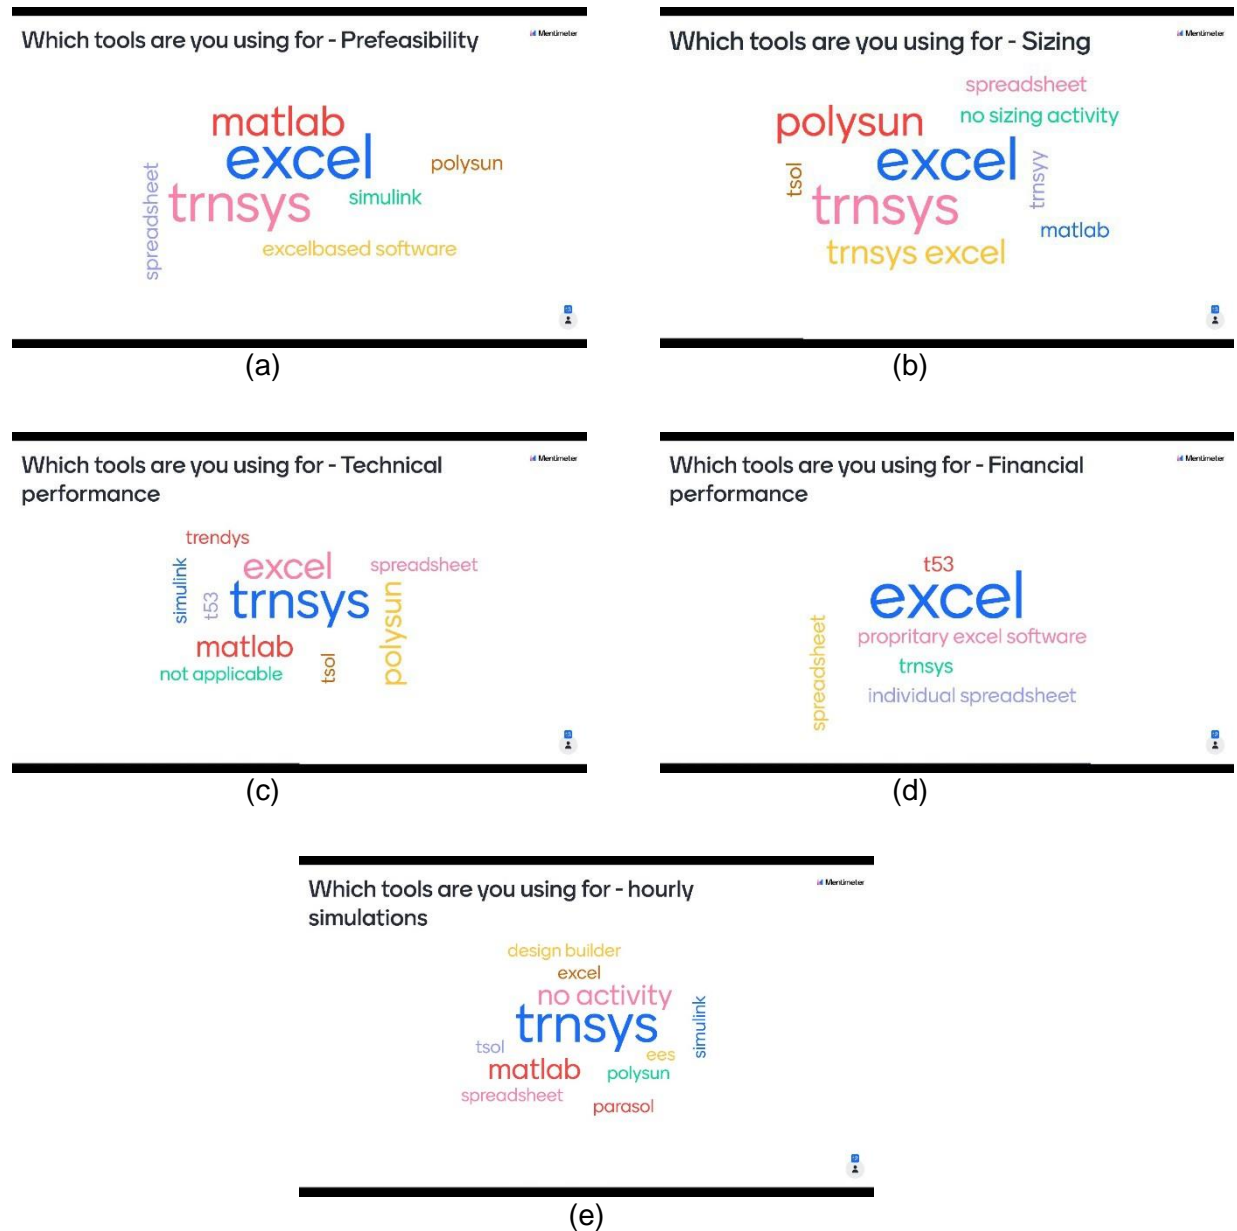 Which tools are you using for - Prefeasibility
Mentimeter
matlab
excel
polysun
spreadsheet
trnsys
simulink
excelbased software
(a)
Which tools are you using for - Sizing
Mentimeter
spreadsheet
polysun
no sizing activity
excel
tsol
trnsyy
trnsys
matlab
trnsys excel
(b)
Which tools are you using for - Technical
performance
Mentimeter
trendys
simulink
excel
spreadsheet
t53
trnsys
polysun
matlab
not applicable
tsol
(c)
Which tools are you using for - Financial
performance
Mentimeter
t53
excel
spreadsheet
propritary excel software
trnsys
individual spreadsheet
(d)
Which tools are you using for - hourly
simulations
Mentimeter
design builder
excel
no activity
trnsys
simulink
tsol
ees
matlab
polysun
spreadsheet
parasol
(e)